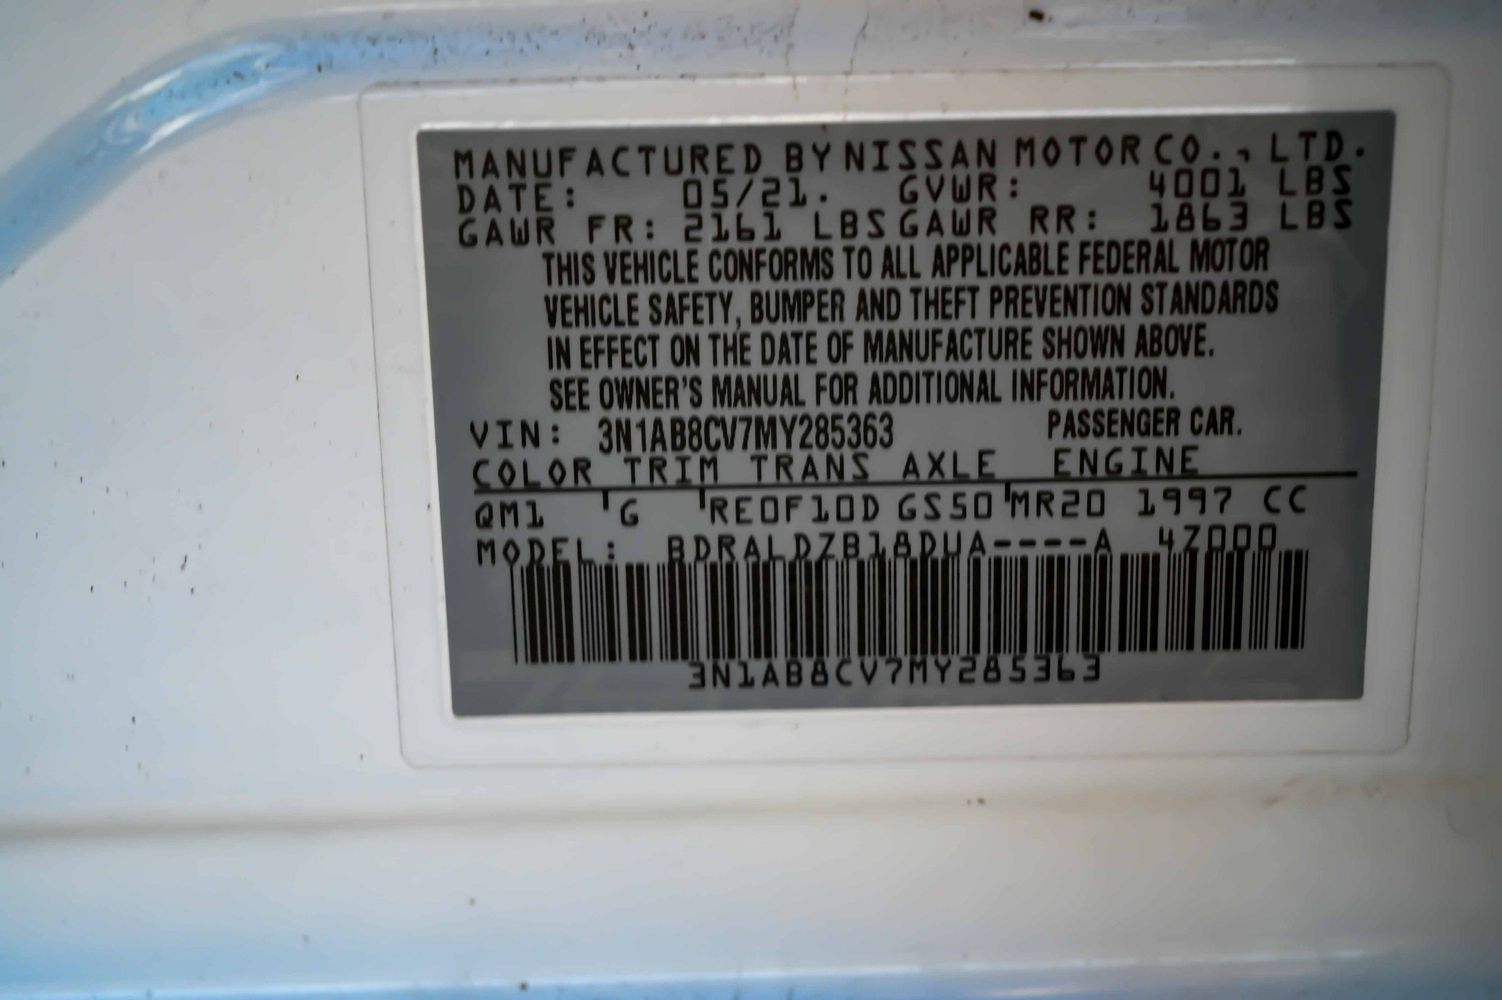 MANUFACTURED BY NISSAN MOTOR CO., LTD.
DATE: 05/21. GVWR: 4001 LBS
GAWR FR: 2161 LBS GAWR RR: 1863 LBS
THIS VEHICLE CONFORMS TO ALL APPLICABLE FEDERAL MOTOR
VEHICLE SAFETY, BUMPER AND THEFT PREVENTION STANDARDS
IN EFFECT ON THE DATE OF MANUFACTURE SHOWN ABOVE.
SEE OWNER'S MANUAL FOR ADDITIONAL INFORMATION.
VIN: 3N1AB8CV7MY285363 PASSENGER CAR.
COLOR TRIM TRANS AXLE ENGINE
QM1 G RE0F10D GS50 MR20 1997 CC
MODEL: BDRALDZB18DUA----A 4Z000
3N1AB8CV7MY285363